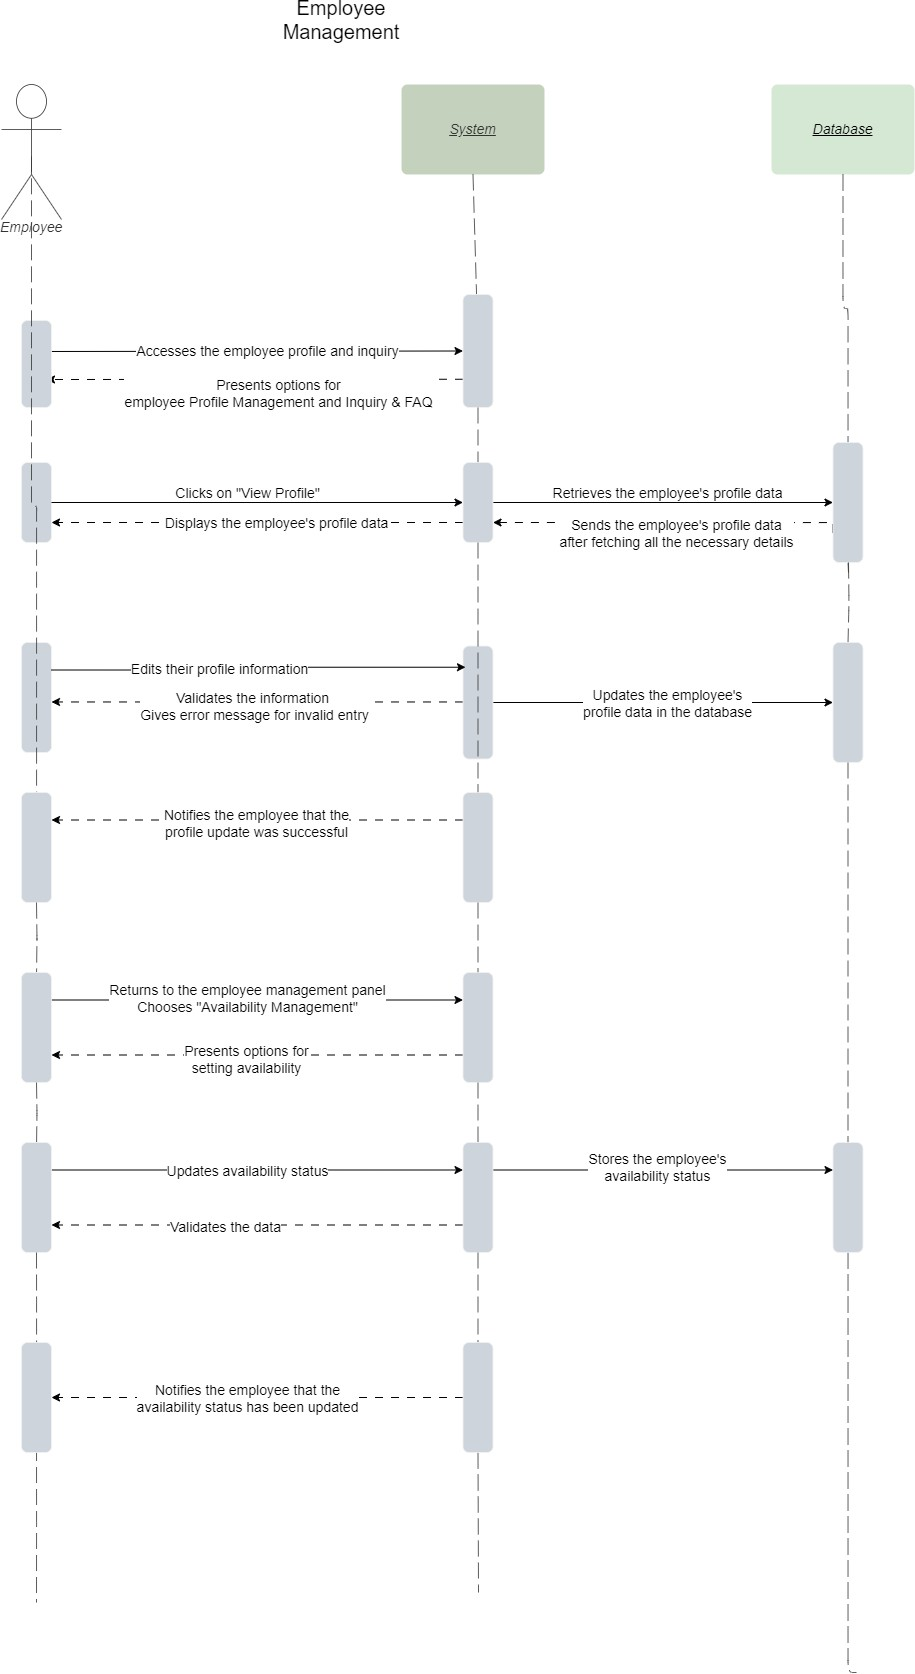 Employee
Management
System
Database
Employee
Accesses the employee profile and inquiry
Presents options for
employee Profile Management and Inquiry & FAQ
Clicks on "View Profile"
Retrieves the employee's profile data
Displays the employee's profile data
Sends the employee's profile data
after fetching all the necessary details
Edits their profile information
Validates the information
Gives error message for invalid entry
Updates the employee's
profile data in the database
Notifies the employee that the
profile update was successful
Returns to the employee management panel
Chooses "Availability Management"
Presents options for
setting availability
Updates availability status
Stores the employee's
availability status
Validates the data
Notifies the employee that the
availability status has been updated